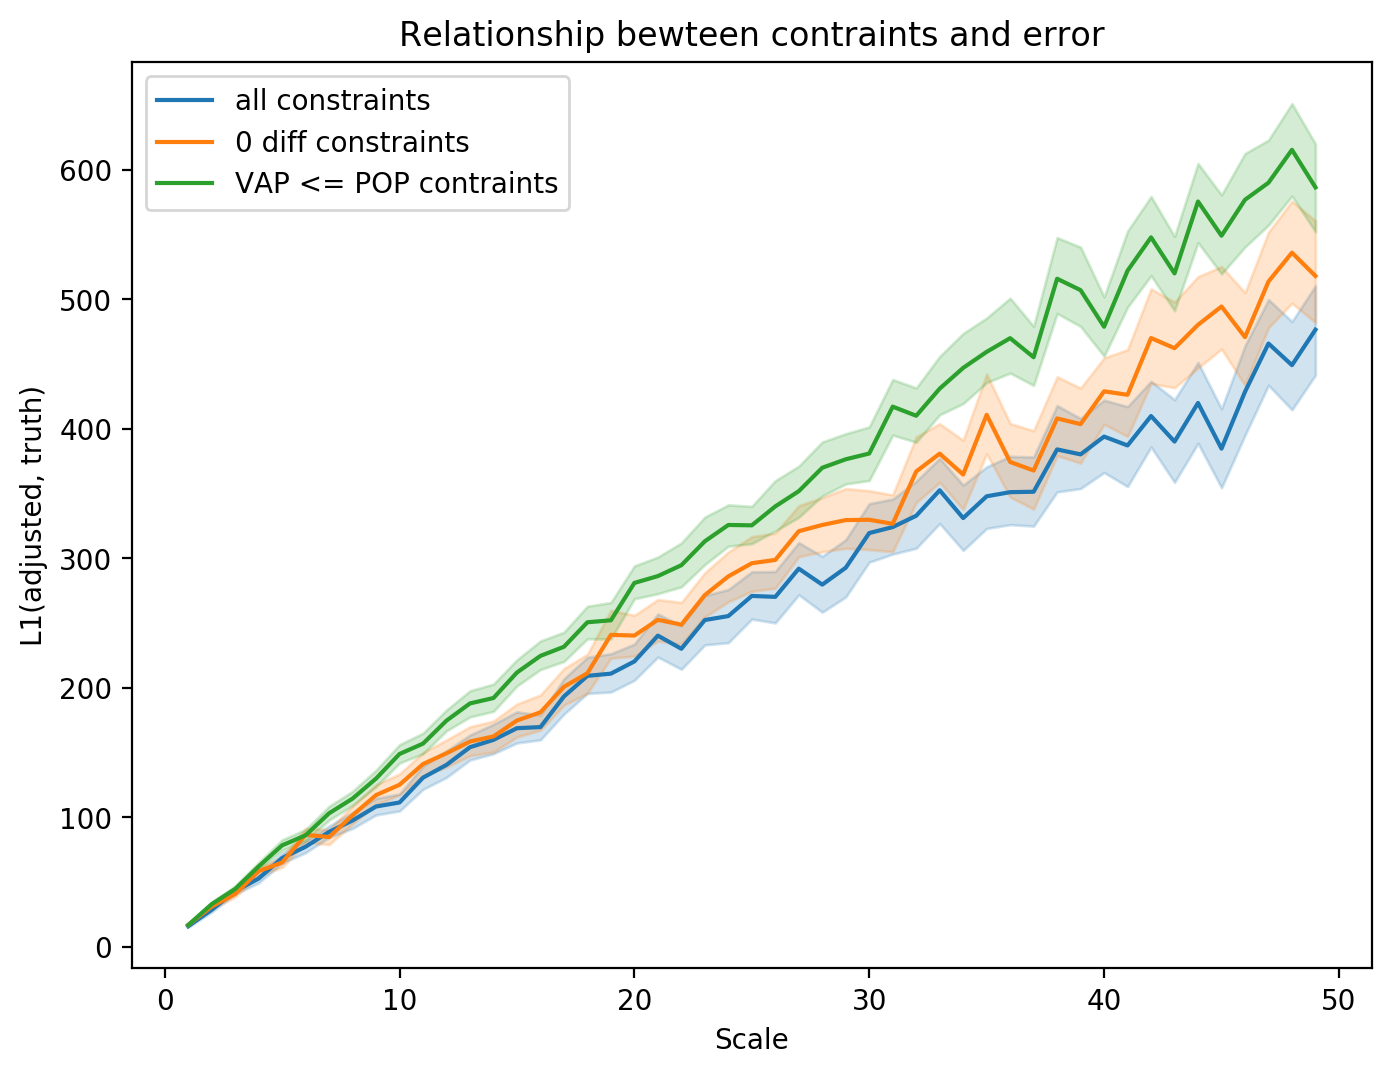 Relationship bewteen contraints and error
all constraints
0 diff constraints
VAP <= POP contraints
L1(adjusted, truth)
600
500
400
300
200
100
0
0 10 20 30 40 50
Scale